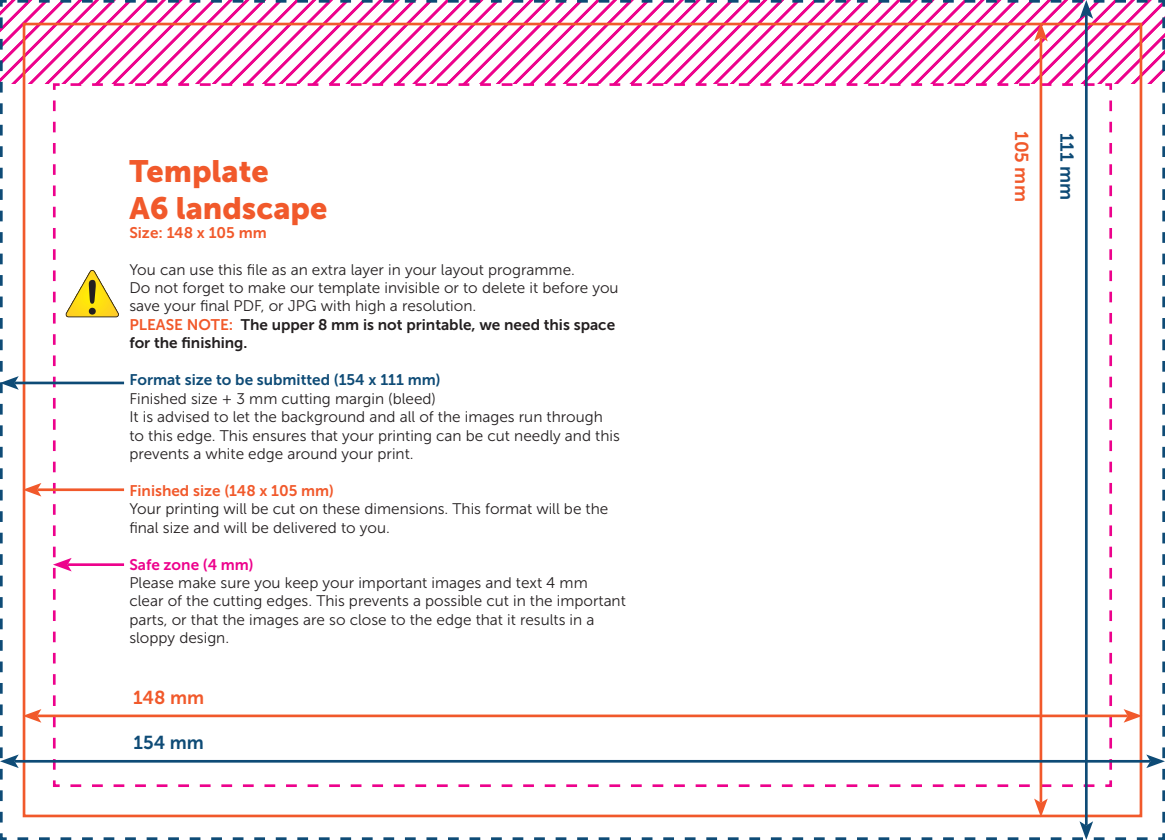 105 mm
111 mm
Template
A6 landscape
Size: 148 x 105 mm
You can use this file as an extra layer in your layout programme.
Do not forget to make our template invisible or to delete it before you
save your final PDF, or JPG with high a resolution.
PLEASE NOTE: The upper 8 mm is not printable, we need this space
for the finishing.
Format size to be submitted (154 x 111 mm)
Finished size + 3 mm cutting margin (bleed)
It is advised to let the background and all of the images run through
to this edge. This ensures that your printing can be cut needly and this
prevents a white edge around your print.
Finished size (148 x 105 mm)
Your printing will be cut on these dimensions. This format will be the
final size and will be delivered to you.
Safe zone (4 mm)
Please make sure you keep your important images and text 4 mm
clear of the cutting edges. This prevents a possible cut in the important
parts, or that the images are so close to the edge that it results in a
sloppy design.
148 mm
154 mm